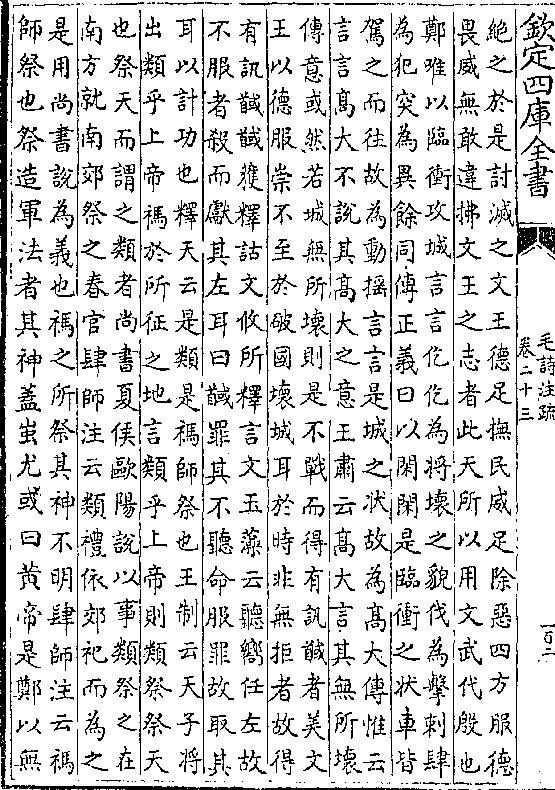 欽定四庫全書
毛詩注疏
卷二十三
絶之於是計滅之文王德足撫民威足除惡四方服德
畏威無敢違拂文王之志者此天所以用文武代殷也
鄭唯以臨衝攻城言言仡仡為將壞之貌伐為擊刺肆
為犯突為異餘同傳正義曰以閑閑是臨衝之狀車皆
駕之而往故為動揺言言是城之狀故為髙大傳惟云
言言髙大不說其髙大之意王肅云髙大言其無所壞
傳意或然若城無所壞則是不戰而得有訊馘者美文
王以德服崇不至於破國壞城耳於時非無拒者故得
有訊馘馘獲釋詁文攸所釋言文玉藻云聽嚮任左故
不服者殺而獻其左耳曰馘罪其不聽命服罪故取其
耳以計功也釋天云是類是禡師祭也王制云天子將
出類乎上帝禡於所征之地言類乎上帝則類祭祭天
也祭天而謂之類者尚書夏侯歐陽說以事類祭之在
南方就南郊祭之春官肆師注云類禮依郊祀而為之
是用尚書說為義也禡之所祭其神不明肆師注云禡
師祭也祭造軍法者其神蓋蚩尤或曰黄帝是鄭以無